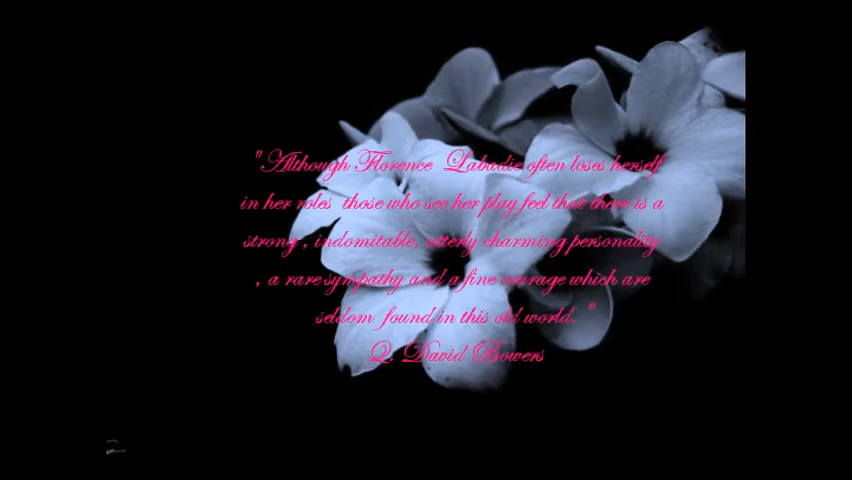 "Although Florence Labadie often loses herself
in her roles those who see her play feel that there is a
strong , indomitable, utterly charming personality
, a rare sympathy and a fine courage which are
seldom found in this old world. "
Q. David Bowers